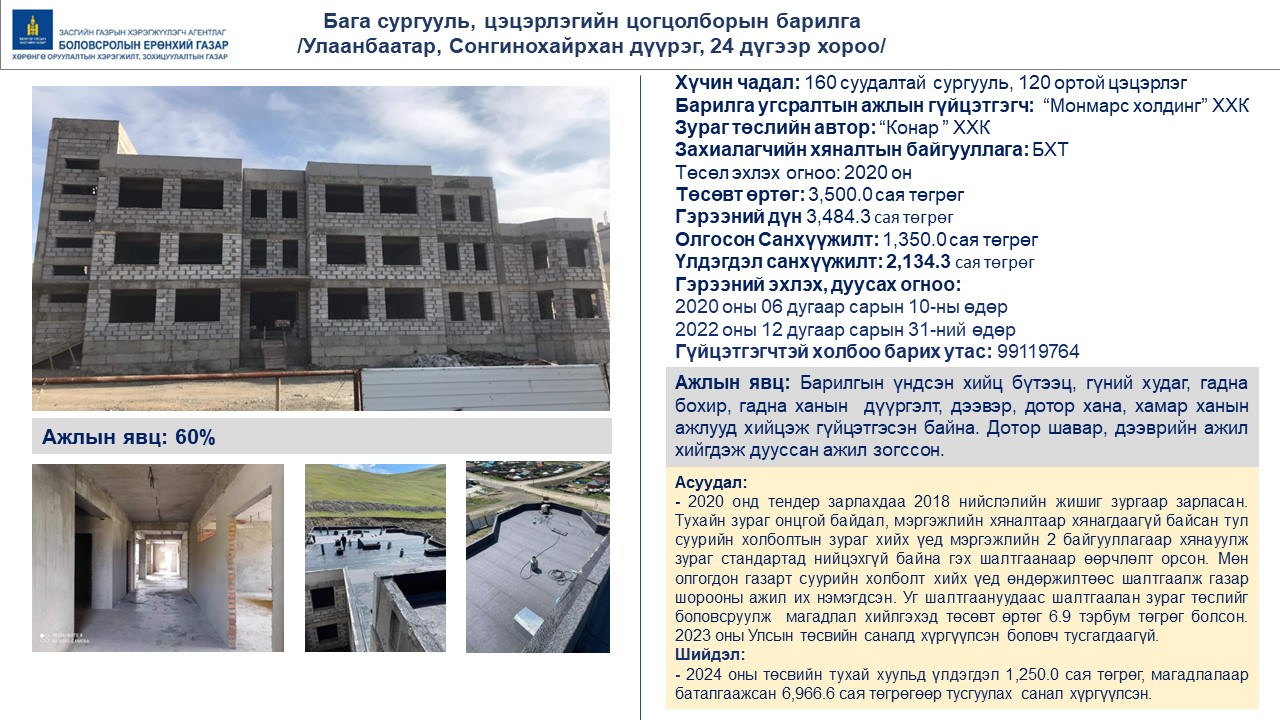 Бага сургууль, цэцэрлэгийн цогцолборын барилга
/Улаанбаатар, Сонгинохайрхан дүүрэг, 24 дүгээр хороо/
ЗАСГИЙН ГАЗРЫН ХЭРЭГЖҮҮЛЭГЧ АГЕНТЛАГ
БОЛОВСРОЛЫН ЕРӨНХИЙ ГАЗАР
ХӨРӨНГӨ ОРУУЛАЛТЫН ХЭРЭГЖИЛТ, ЗОХИЦУУЛАЛТЫН ГАЗАР
Ажлын явц: 60%
Хүчин чадал: 160 суудалтай сургууль, 120 ортой цэцэрлэг
Барилга угсралтын ажлын гүйцэтгэгч: “Монмарс холдинг” ХХК
Зураг төслийн автор: “Конар ” ХХК
Захиалагчийн хяналтын байгууллага: БХТ
Төсөл эхлэх огноо: 2020 он
Төсөвт өртөг: 3,500.0 сая төгрөг
Гэрээний дүн 3,484.3 сая төгрөг
Олгосон Санхүүжилт: 1,350.0 сая төгрөг
Үлдэгдэл санхүүжилт: 2,134.3 сая төгрөг
Гэрээний эхлэх, дуусах огноо:
2020 оны 06 дугаар сарын 10-ны өдөр
2022 оны 12 дугаар сарын 31-ний өдөр
Гүйцэтгэгчтэй холбоо барих утас: 99119764
Ажлын явц: Барилгын үндсэн хийц бүтээц, гүний худаг, гадна
бохир, гадна ханын дүүргэлт, дээвэр, дотор хана, хамар ханын
ажлууд хийцэж гүйцэтгэсэн байна. Дотор шавар, дээврийн ажил
хийгдэж дууссан ажил зогссон.
Асуудал:
- 2020 онд тендер зарлахдаа 2018 нийслэлийн жишиг зургаар зарласан.
Тухайн зураг онцгой байдал, мэргэжлийн хяналтаар хянагдаагүй байсан тул
суурийн холболтын зураг хийх үед мэргэжлийн 2 байгууллагаар хянауулж
зураг стандартад нийцэхгүй байна гэх шалтгаанаар өөрчлөлт орсон. Мөн
олгогдон газарт суурийн холболт хийх үед өндөржилтөөс шалтгаалж газар
шорооны ажил их нэмэгдсэн. Уг шалтгаануудаас шалтгаалан зураг төслийг
боловсруулж магадлал хийлгэхэд төсөвт өртөг 6.9 тэрбум төгрөг болсон.
2023 оны Улсын төсвийн саналд хүргүүлсэн боловч тусгагдаагүй.
Шийдэл:
- 2024 оны төсвийн тухай хуульд үлдэгдэл 1,250.0 сая төгрөг, магадлалаар
баталгаажсан 6,966.6 сая төгрөгөөр тусгуулах санал хүргүүлсэн.